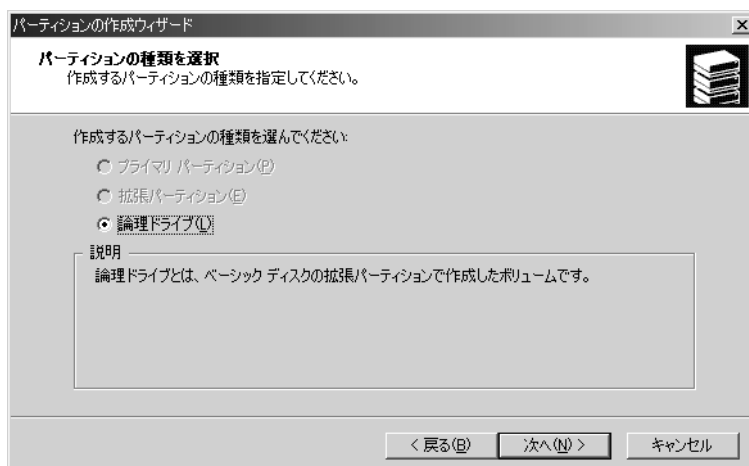 パーティションの作成ウィザード
パーティションの種類を選択
作成するパーティションの種類を指定してください。
作成するパーティションの種類を選んでください:
プライマリ パーティション(P)
拡張パーティション(E)
論理ドライブ(L)
説明
論理ドライブとは、ベーシック ディスクの拡張パーティションで作成したボリュームです。
< 戻る(B)
次へ(N) >
キャンセル